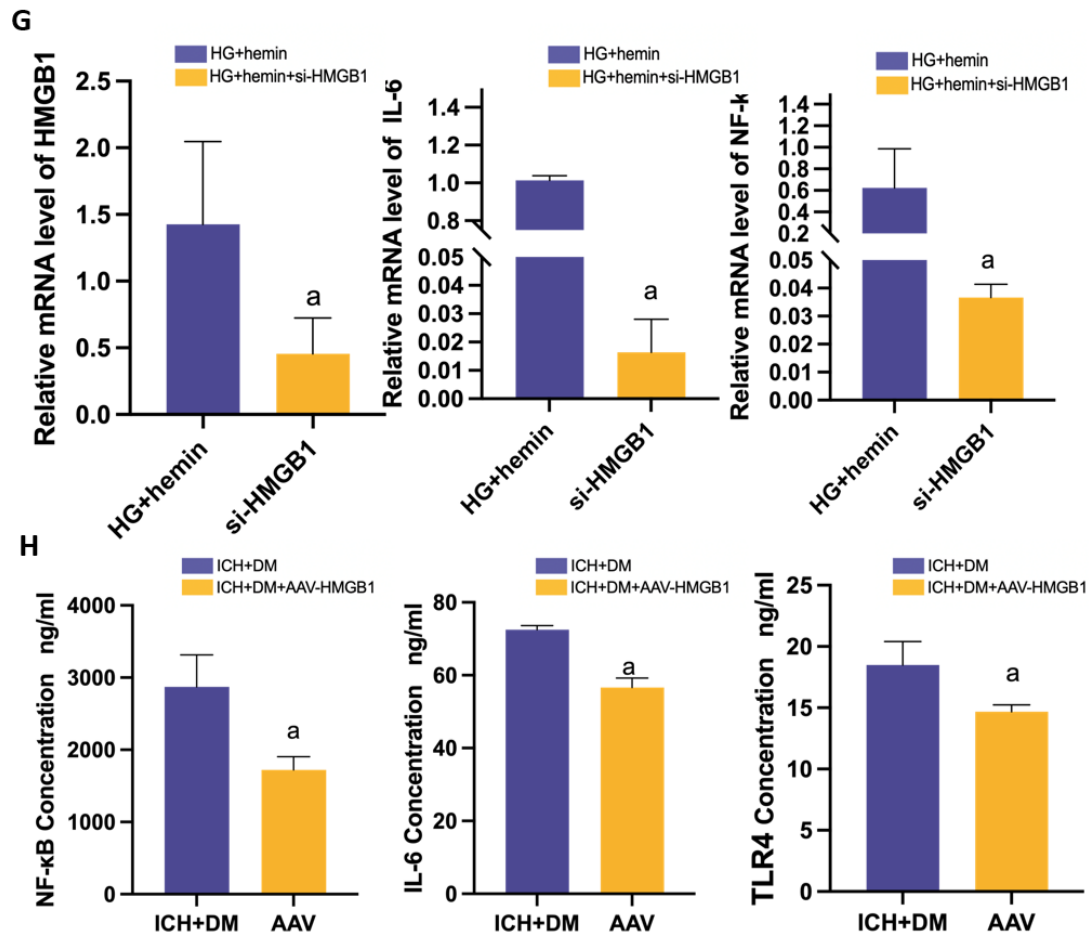 G
HG+hemin
HG+hemin+si-HMGB1
Relative mRNA level of HMGB1
2.5
2.0
1.5
1.0
0.5
0.0
HG+hemin
si-HMGB1
HG+hemin
HG+hemin+si-HMGB1
Relative mRNA level of IL-6
1.4
1.2
1.0
0.8
0.05
0.04
0.03
0.02
0.01
0.00
HG+hemin
si-HMGB1
HG+hemin
HG+hemin+si-HMGB1
Relative mRNA level of NF-k
1.4
1.2
1.0
0.8
0.6
0.4
0.2
0.05
0.04
0.03
0.02
0.01
0.00
HG+hemin
si-HMGB1
a
a
a
H
ICH+DM
ICH+DM+AAV-HMGB1
NF-κB Concentration ng/ml
4000
3000
2000
1000
0
a
ICH+DM
AAV
ICH+DM
ICH+DM+AAV-HMGB1
IL-6 Concentration ng/ml
80
60
40
20
0
a
ICH+DM
AAV
ICH+DM
ICH+DM+AAV-HMGB1
TLR4 Concentration ng/ml
25
20
15
10
5
0
a
ICH+DM
AAV